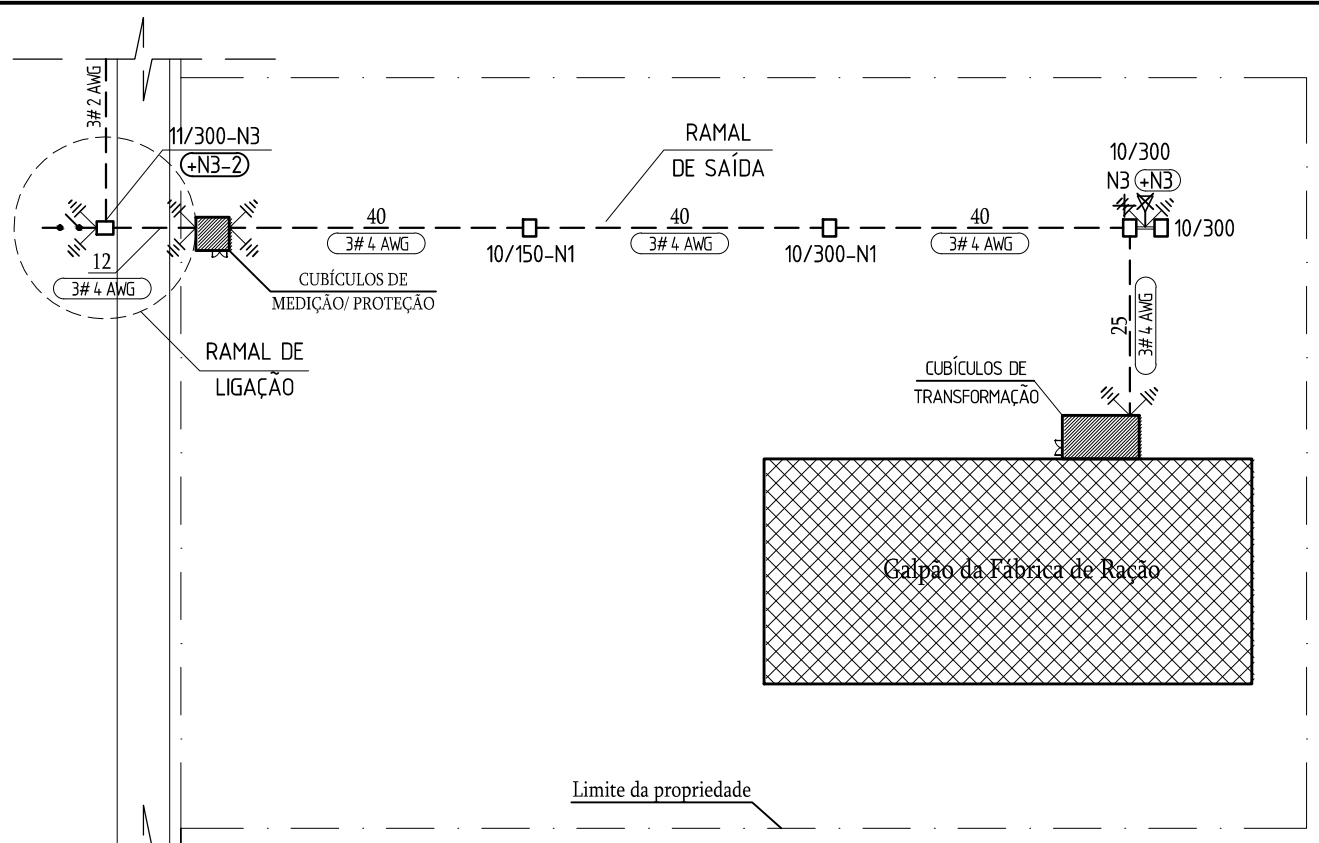 3# 2 AWG
11/300-N3
+N3-2
12
3# 4 AWG
RAMAL DE
LIGAÇÃO
CUBÍCULOS DE
MEDIÇÃO/ PROTEÇÃO
40
3# 4 AWG
10/150-N1
RAMAL
DE SAÍDA
40
3# 4 AWG
10/300-N1
40
3# 4 AWG
10/300
N3 +N3
10/300
25
3# 4 AWG
CUBÍCULOS DE
TRANSFORMAÇÃO
Galpão da Fábrica de Ração
Limite da propriedade